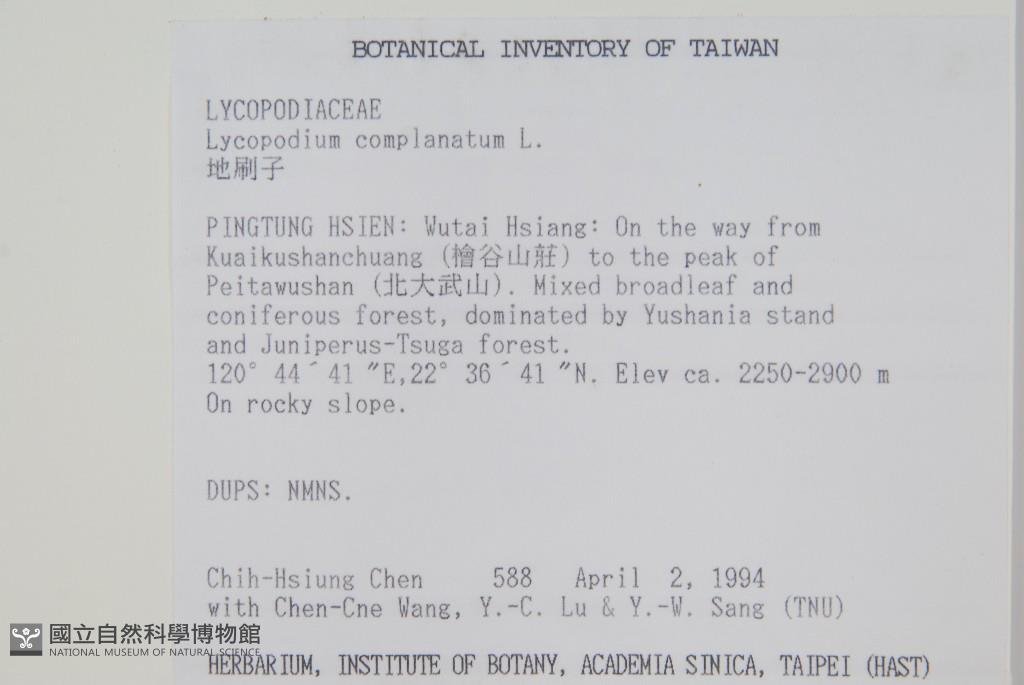 BOTANICAL INVENTORY OF TAIWAN
LYCOPODIACEAE
Lycopodium complanatum L.
地刷子
PINGTUNG HSIEN: Wutai Hsiang: On the way from
Kuaikushanchuang (檜谷山莊) to the peak of
Peitawushan (北大武山). Mixed broadleaf and
coniferous forest, dominated by Yushania stand
and Juniperus-Tsuga forest.
120° 44´41″E,22° 36´41″N. Elev ca. 2250-2900 m
On rocky slope.
DUPS: NMNS.
Chih-Hsiung Chen 588 April 2, 1994
with Chen-Cne Wang, Y.-C. Lu & Y.-W. Sang (TNU)
國立自然科學博物館
NATIONAL MUSEUM OF NATURAL SCIENCE
HERBARIUM, INSTITUTE OF BOTANY, ACADEMIA SINICA, TAIPEI (HAST)